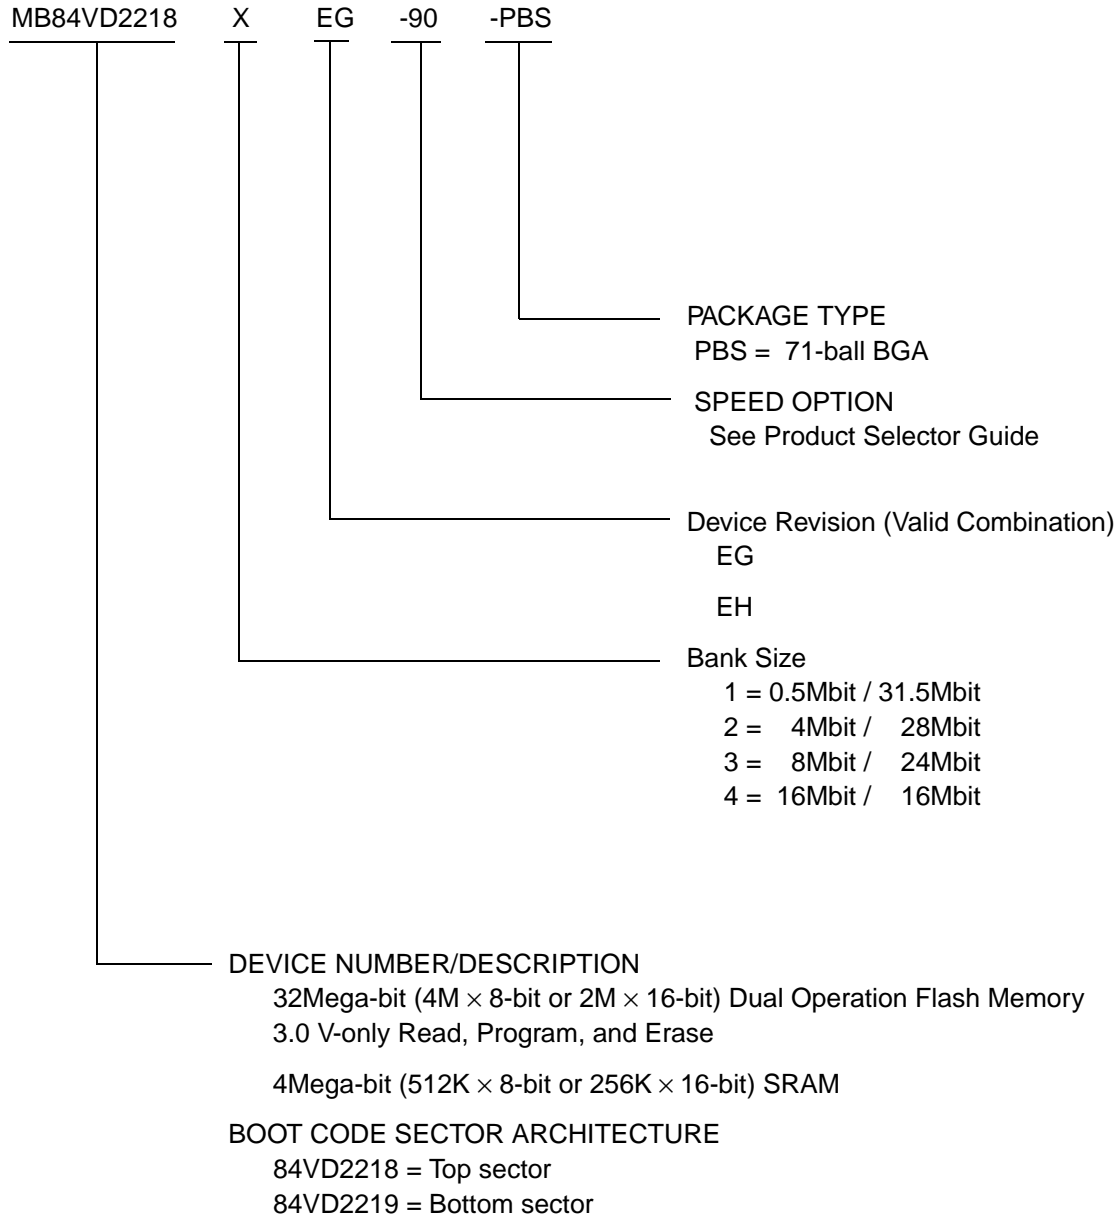 MB84VD2218 X EG -90 -PBS
PACKAGE TYPE
PBS = 71-ball BGA
SPEED OPTION
See Product Selector Guide
Device Revision (Valid Combination)
EG
EH
Bank Size
1 = 0.5Mbit / 31.5Mbit
2 = 4Mbit / 28Mbit
3 = 8Mbit / 24Mbit
4 = 16Mbit / 16Mbit
DEVICE NUMBER/DESCRIPTION
32Mega-bit (4M × 8-bit or 2M × 16-bit) Dual Operation Flash Memory
3.0 V-only Read, Program, and Erase
4Mega-bit (512K × 8-bit or 256K × 16-bit) SRAM
BOOT CODE SECTOR ARCHITECTURE
84VD2218 = Top sector
84VD2219 = Bottom sector